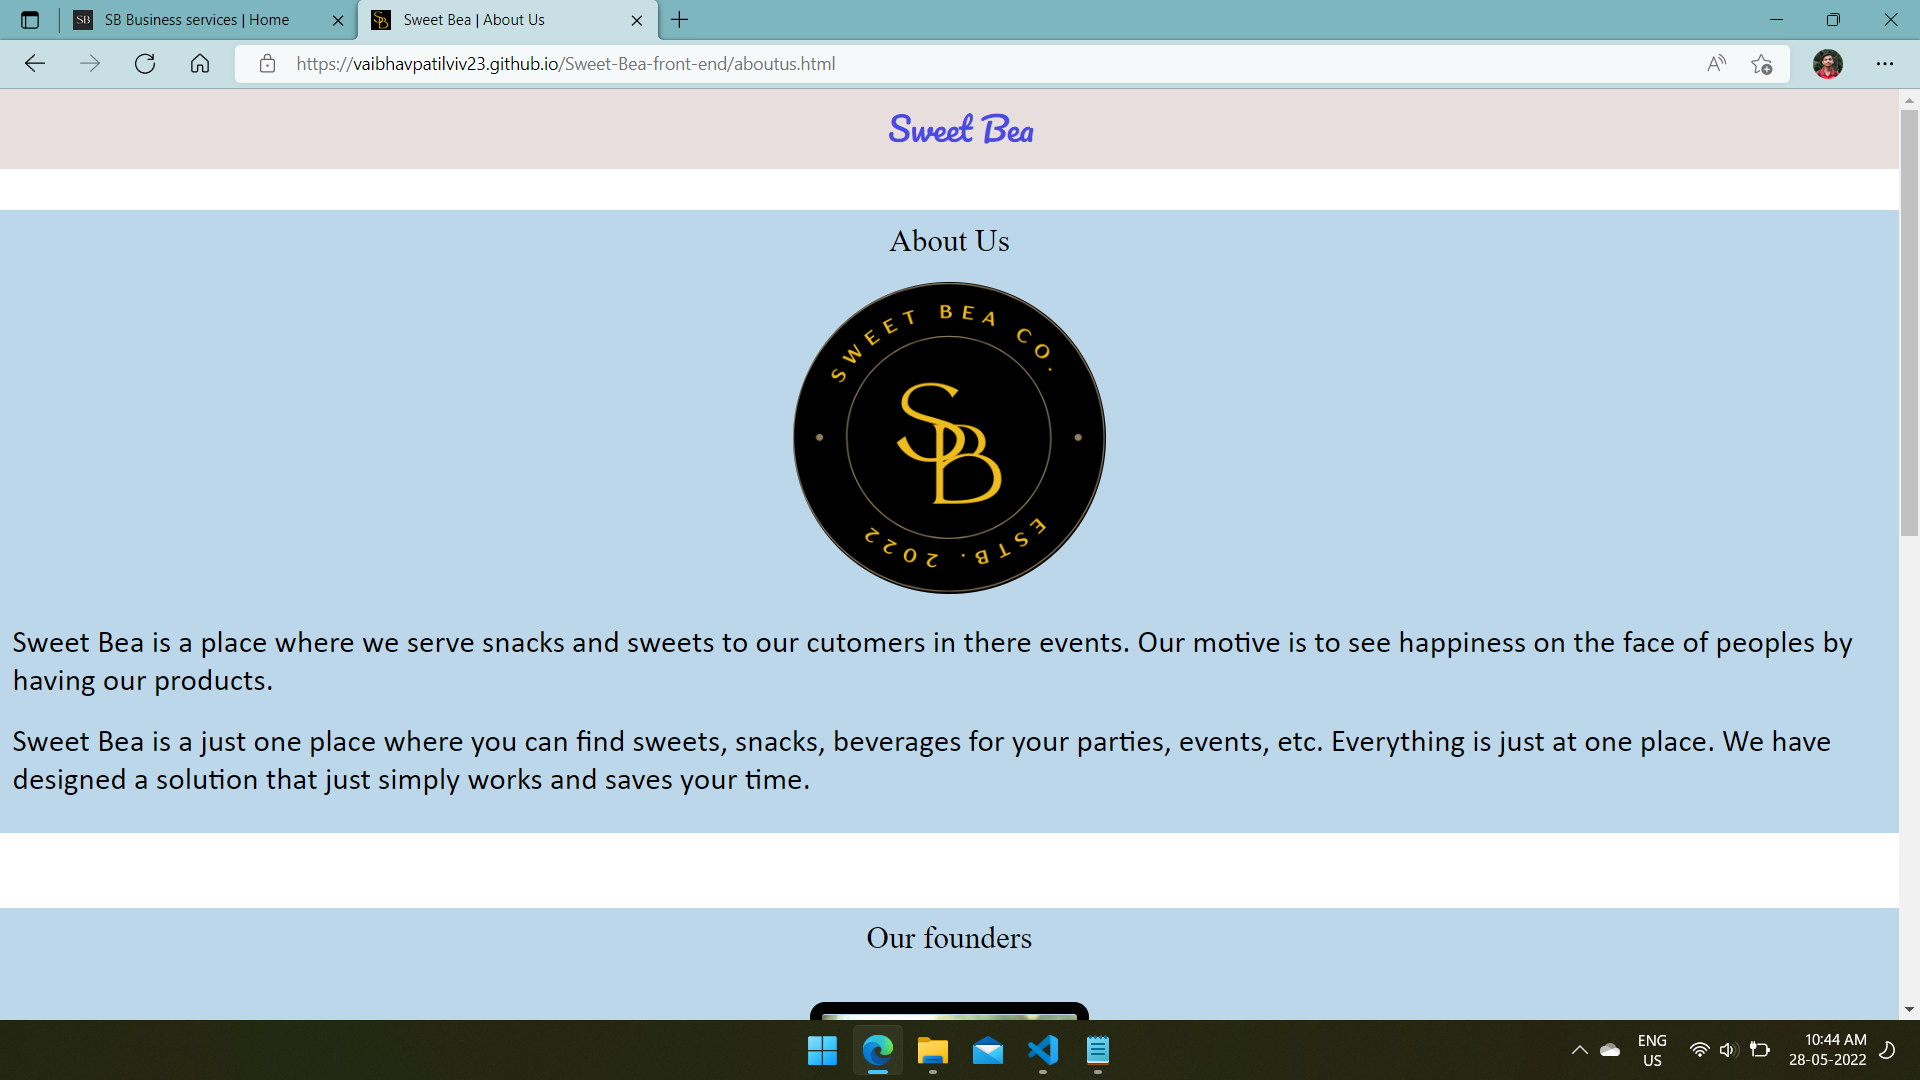 SB Business services | Home
Sweet Bea | About Us
https://vaibhavpatilviv23.github.io/Sweet-Bea-front-end/aboutus.html
Sweet Bea
About Us
SWEET BEA CO.
SB
ESTB. 2022
Sweet Bea is a place where we serve snacks and sweets to our cutomers in there events. Our motive is to see happiness on the face of peoples by
having our products.
Sweet Bea is a just one place where you can find sweets, snacks, beverages for your parties, events, etc. Everything is just at one place. We have
designed a solution that just simply works and saves your time.
Our founders
ENG
US
10:44 AM
28-05-2022